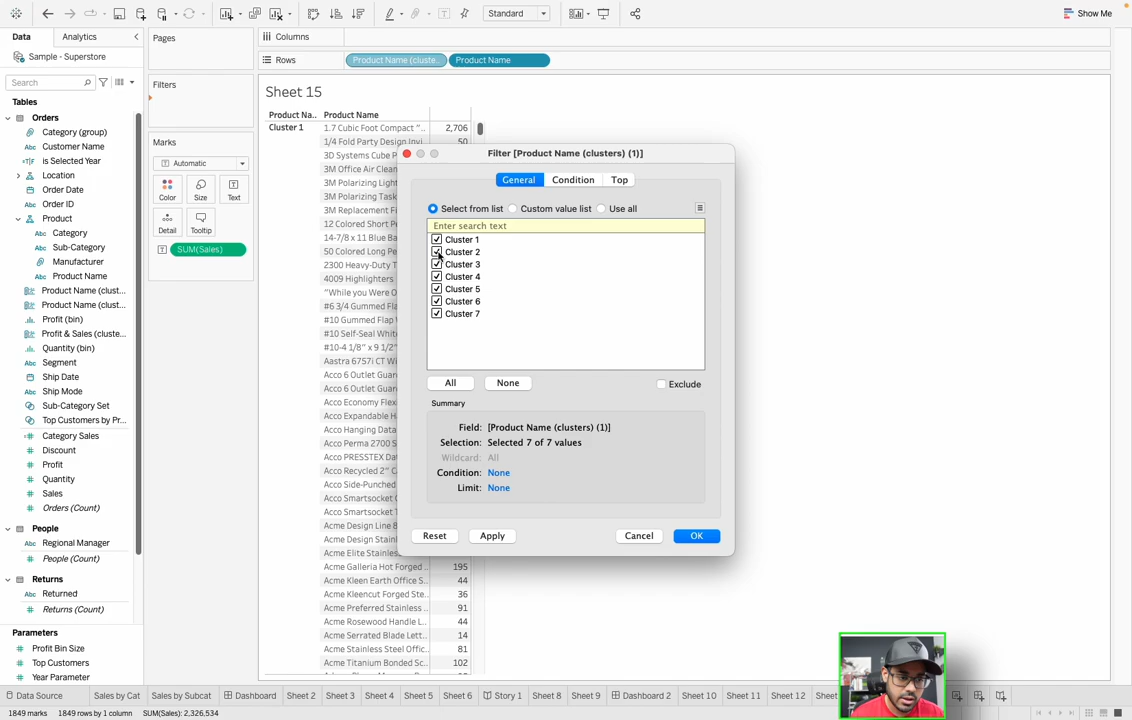 Standard
Show Me
Data
Analytics
Pages
Columns
Sample - Superstore
Rows
Product Name (cluste..
Product Name
Search
Filters
Sheet 15
Tables
Product Na..
Product Name
Orders
Cluster 1
1.7 Cubic Foot Compact "..
2,706
Category (group)
Marks
1/4 Fold Party Design Invi
50
Customer Name
3D Systems Cube P
is Selected Year
Automatic
3M Office Air Clean
Location
3M Polarizing Light
Order Date
Color
Size
Text
3M Polarizing Task
Order ID
3M Replacement Fi
Product
12 Colored Short P
Category
Detail
Tooltip
14-7/8 x 11 Blue Ba
Sub-Category
SUM(Sales)
50 Colored Long Pe
Manufacturer
2300 Heavy-Duty T
Product Name
4009 Highlighters
Product Name (clust...
"While you Were O
Product Name (clust...
#6 3/4 Gummed Fla
Profit (bin)
#10 Gummed Flap
Profit & Sales (cluste...
#10 Self-Seal White
Quantity (bin)
#10-4 1/8" x 9 1/2"
Segment
Aastra 6757i CT Wi
Ship Date
Acco 6 Outlet Guar
Ship Mode
Acco 6 Outlet Guar
Sub-Category Set
Acco Economy Flex
Top Customers by Pr...
Acco Expandable H
Category Sales
Acco Hanging Data
Discount
Acco Perma 2700 S
Profit
Acco PRESSTEX Dat
Quantity
Acco Recycled 2" C
Sales
Acco Side-Punched
Orders (Count)
Acco Smartsocket C
People
Acco Smartsocket T
Regional Manager
Acme Design Line 8
People (Count)
Acme Design Stain
Returns
Acme Elite Stainles
Returned
Acme Galleria Hot Forged ..
195
Returns (Count)
Acme Kleen Earth Office S..
44
Acme Kleencut Forged Ste..
36
Parameters
Acme Preferred Stainless ..
91
Profit Bin Size
Acme Rosewood Handle L..
44
Top Customers
Acme Serrated Blade Lett..
14
Year Parameter
Acme Stainless Steel Offic..
81
Acme Titanium Bonded Sc..
102
Filter [Product Name (clusters) (1)]
General
Condition
Top
Select from list
Custom value list
Use all
Enter search text
Cluster 1
Cluster 2
Cluster 3
Cluster 4
Cluster 5
Cluster 6
Cluster 7
All
None
Exclude
Summary
Field: [Product Name (clusters) (1)]
Selection: Selected 7 of 7 values
Wildcard: All
Condition: None
Limit: None
Reset
Apply
Cancel
OK
Data Source
Sales by Cat
Sales by Subcat
Dashboard
Sheet 2
Sheet 3
Sheet 4
Sheet 5
Sheet 6
Story 1
Sheet 8
Sheet 9
Dashboard 2
Sheet 10
Sheet 11
Sheet 12
Sheet
1849 marks
1849 rows by 1 column
SUM(Sales): 2,326,534